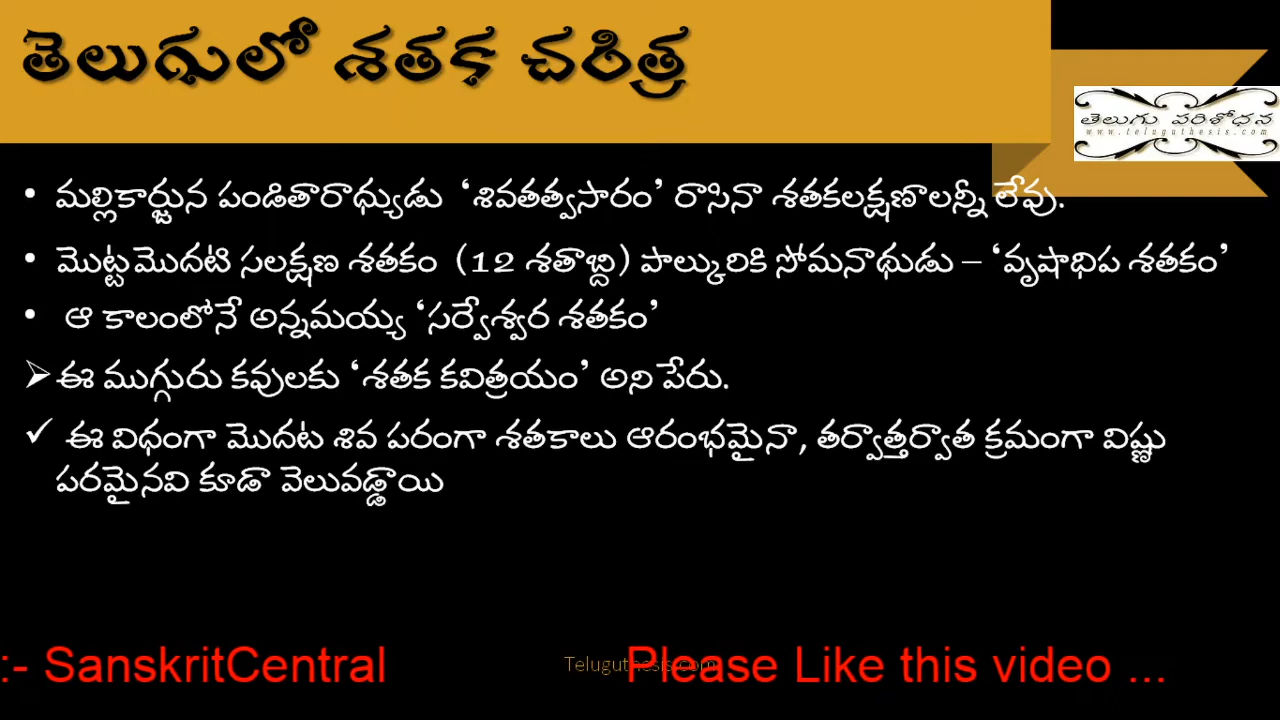 తెలుగులో శతక చరిత్ర
తెలుగు పరిశోధన
www.teluguthesis.com
• మల్లికార్జున పండితారాధ్యుడు ‘శివతత్వసారం’ రాసినా శతకలక్షణాలన్నీ లేవు.
• మొట్టమొదటి సలక్షణ శతకం (12 శతాబ్ది) పాల్కురికి సోమనాథుడు – ‘వృషాధిప శతకం’
• ఆ కాలంలోనే అన్నమయ్య ‘సర్వేశ్వర శతకం’
➢ ఈ ముగ్గురు కవులకు ‘శతక కవిత్రయం’ అని పేరు.
✓ ఈ విధంగా మొదట శివ పరంగా శతకాలు ఆరంభమైనా, తర్వాత్తర్వాత క్రమంగా విష్ణు
పరమైనవి కూడా వెలువడ్డాయి
:- SanskritCentral Please Like this video ...
Teluguthesis.com